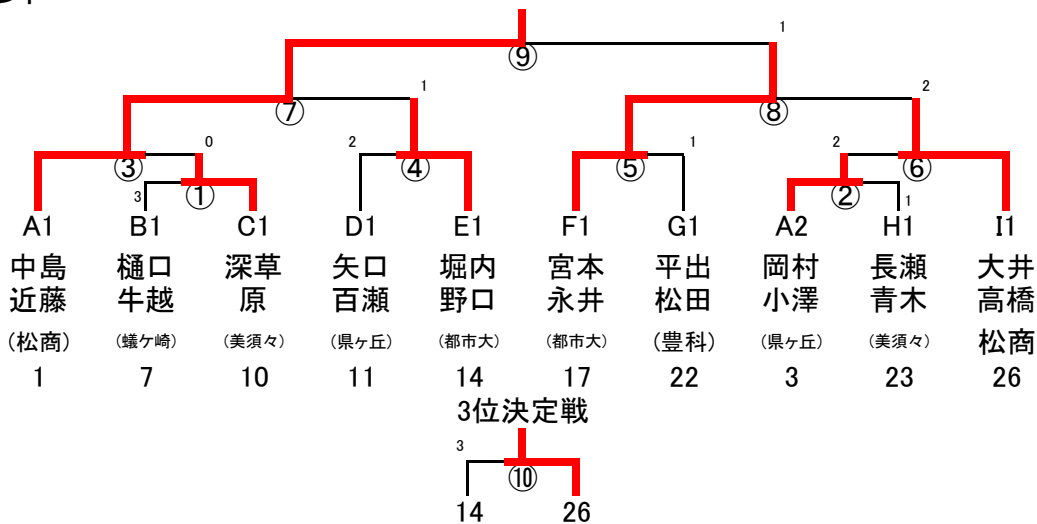 1
⑨
1 2
⑦ ⑧
0 2 1 2
③ ④ ⑤ ⑥
3 ① ② 1
A1 B1 C1 D1 E1 F1 G1 A2 H1 I1
中島 樋口 深草 矢口 堀内 宮本 平出 岡村 長瀬 大井
近藤 牛越 原 百瀬 野口 永井 松田 小澤 青木 高橋
(松商) (蟻ケ崎) (美須々) (県ヶ丘) (都市大) (都市大) (豊科) (県ヶ丘) (美須々) 松商
1 7 10 11 14 17 22 3 23 26
3位決定戦
3
⑩
14 26